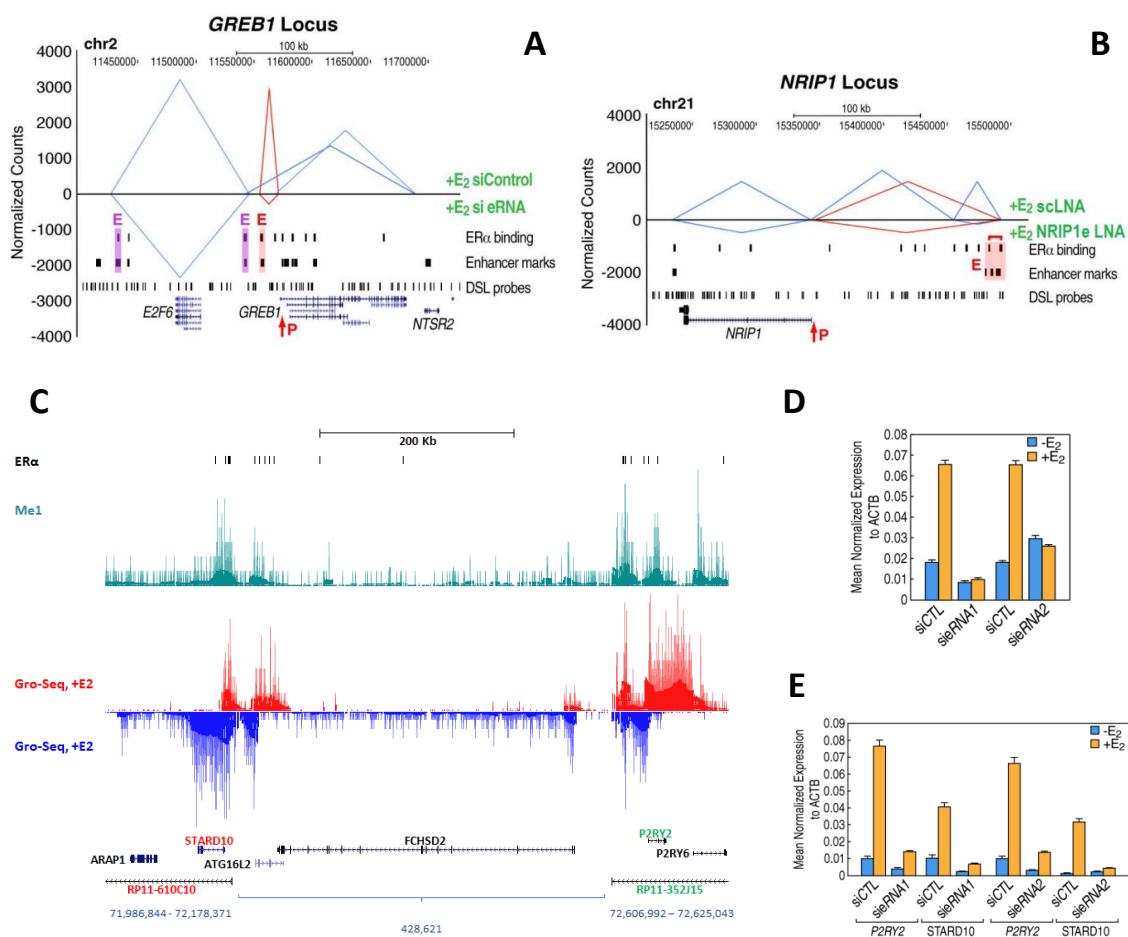 GREB1 Locus
A
chr2
100 kb
11450000' 11500000' 11550000' 11600000' 11650000' 11700000'
Normalized Counts
4000
3000
2000
1000
0
-1000
-2000
-3000
-4000
+E2 siControl
+E2 si eRNA
E E E
ERα binding
Enhancer marks
DSL probes
E2F6 GREB1 NTSR2
P
B
NRIP1 Locus
chr21
100 kb
15250000' 15300000' 15350000' 15400000' 15450000' 15500000'
Normalized Counts
4000
2000
0
-2000
-4000
+E2 scLNA
+E2 NRIP1e LNA
ERα binding
E
Enhancer marks
DSL probes
NRIP1
P
C
200 Kb
ERα
Me1
Gro-Seq, +E2
Gro-Seq, +E2
STARD10 FCHSD2 P2RY2
ARAP1 ATG16L2 P2RY6
RP11-610C10 RP11-352J15
71,986,844 - 72,178,371 72,606,992 – 72,625,043
428,621
D
Mean Normalized Expression
to ACTB
0.08
0.07
0.06
0.05
0.04
0.03
0.02
0.01
0
-E2
+E2
siCTL sieRNA1 siCTL sieRNA2
E
Mean Normalized Expression
to ACTB
0.09
0.08
0.07
0.06
0.05
0.04
0.03
0.02
0.01
0
-E2
+E2
siCTL sieRNA1 siCTL sieRNA1 siCTL sieRNA2 siCTL sieRNA2
P2RY2 STARD10 P2RY2 STARD10